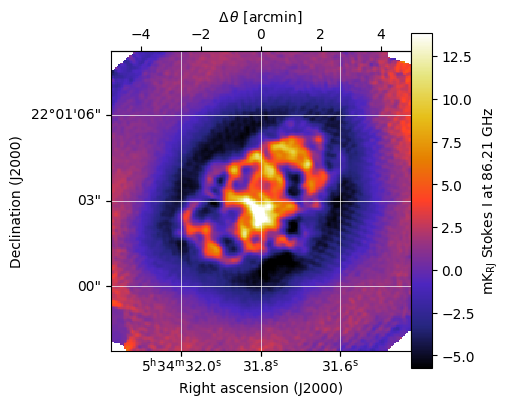 Δθ [arcmin]
−4 −2 0 2 4
22°01'06"
03"
00"
5ʰ34ᵐ32.0ˢ 31.8ˢ 31.6ˢ
Right ascension (J2000)
Declination (J2000)
12.5
10.0
7.5
5.0
2.5
0.0
−2.5
−5.0
mK_RJ Stokes I at 86.21 GHz